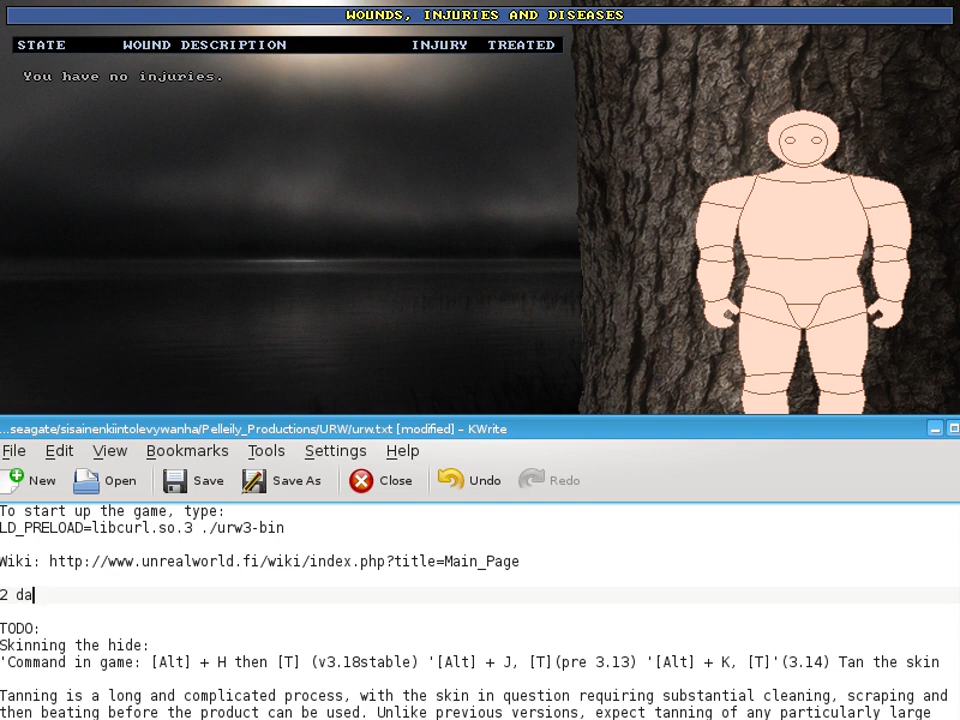 WOUNDS, INJURIES AND DISEASES
STATE WOUND DESCRIPTION INJURY TREATED
You have no injuries.
...seagate/sisainenkiintolevywanha/Pelleily_Productions/URW/urw.txt [modified] – KWrite
File Edit View Bookmarks Tools Settings Help
New Open Save Save As Close Undo Redo
To start up the game, type:
LD_PRELOAD=libcurl.so.3 ./urw3-bin
Wiki: http://www.unrealworld.fi/wiki/index.php?title=Main_Page
2 da
TODO:
Skinning the hide:
'Command in game: [Alt] + H then [T] (v3.18stable) '[Alt] + J, [T](pre 3.13) '[Alt] + K, [T]'(3.14) Tan the skin
Tanning is a long and complicated process, with the skin in question requiring substantial cleaning, scraping and
then beating before the product can be used. Unlike previous versions, expect tanning of any particularly large